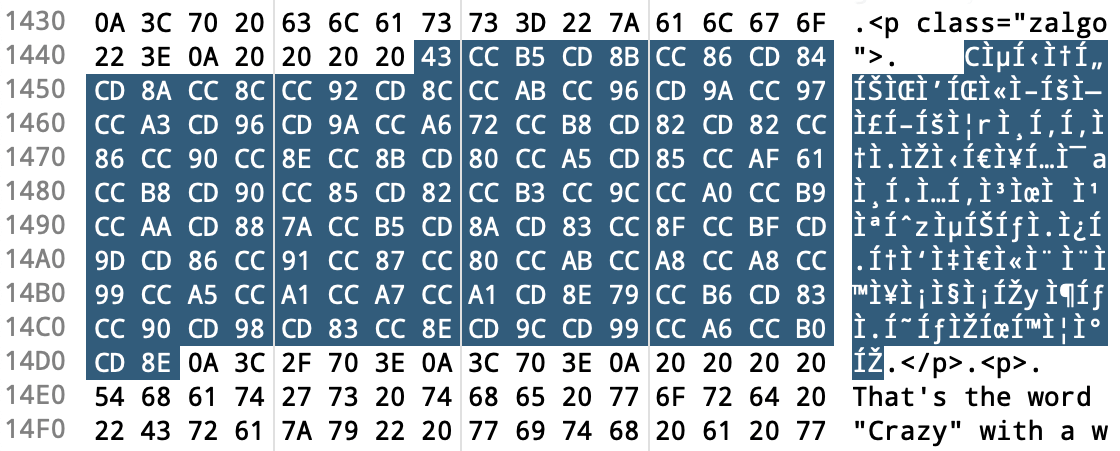 1430 0A 3C 70 20 63 6C 61 73 73 3D 22 7A 61 6C 67 6F .<p class="zalgo
1440 22 3E 0A 20 20 20 20 43 CC B5 CD 8B CC 86 CD 84 ">.    CÌµÍ‹Ì†Í„
1450 CD 8A CC 8C CC 92 CD 8C CC AB CC 96 CD 9A CC 97 ÍŠÌŒÌ’ÍŒÌ«Ì–ÍšÌ—
1460 CC A3 CD 96 CD 9A CC A6 72 CC B8 CD 82 CD 82 CC Ì£Í–ÍšÌ¦rÌ¸Í‚Í‚Ì
1470 86 CC 90 CC 8E CC 8B CD 80 CC A5 CD 85 CC AF 61 †Ì.ÌŽÌ‹Í€Ì¥Í…Ì¯a
1480 CC B8 CD 90 CC 85 CD 82 CC B3 CC 9C CC A0 CC B9 Ì¸Í.Ì…Í‚Ì³ÌœÌ Ì¹
1490 CC AA CD 88 7A CC B5 CD 8A CD 83 CC 8F CC BF CD ÌªÍˆzÌµÍŠÍƒÌ.Ì¿Í
14A0 9D CD 86 CC 91 CC 87 CC 80 CC AB CC A8 CC A8 CC .Í†Ì‘Ì‡Ì€Ì«Ì¨Ì¨Ì
14B0 99 CC A5 CC A1 CC A7 CC A1 CD 8E 79 CC B6 CD 83 ™Ì¥Ì¡Ì§Ì¡ÍŽyÌ¶Íƒ
14C0 CC 90 CD 98 CD 83 CC 8E CD 9C CD 99 CC A6 CC B0 Ì.Í˜ÍƒÌŽÍœÍ™Ì¦Ì°
14D0 CD 8E 0A 3C 2F 70 3E 0A 3C 70 3E 0A 20 20 20 20 ÍŽ.</p>.<p>.
14E0 54 68 61 74 27 73 20 74 68 65 20 77 6F 72 64 20 That's the word
14F0 22 43 72 61 7A 79 22 20 77 69 74 68 20 61 20 77 "Crazy" with a w